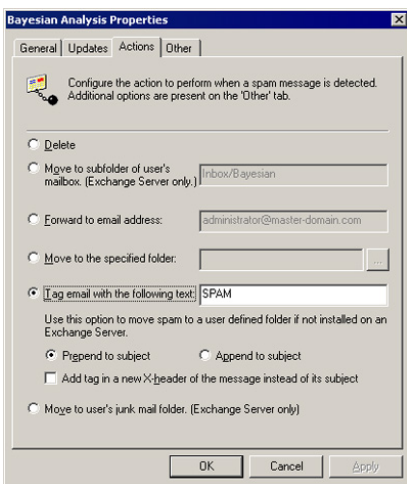 Bayesian Analysis Properties
General Updates Actions Other
Configure the action to perform when a spam message is detected.
Additional options are present on the 'Other' tab.
Delete
Move to subfolder of user's
mailbox. (Exchange Server only.) Inbox/Bayesian
Forward to email address: administrator@master-domain.com
Move to the specified folder: ...
Tag email with the following text: SPAM
Use this option to move spam to a user defined folder if not installed on an
Exchange Server.
Prepend to subject Append to subject
Add tag in a new X-header of the message instead of its subject
Move to user's junk mail folder. (Exchange Server only)
OK Cancel Apply